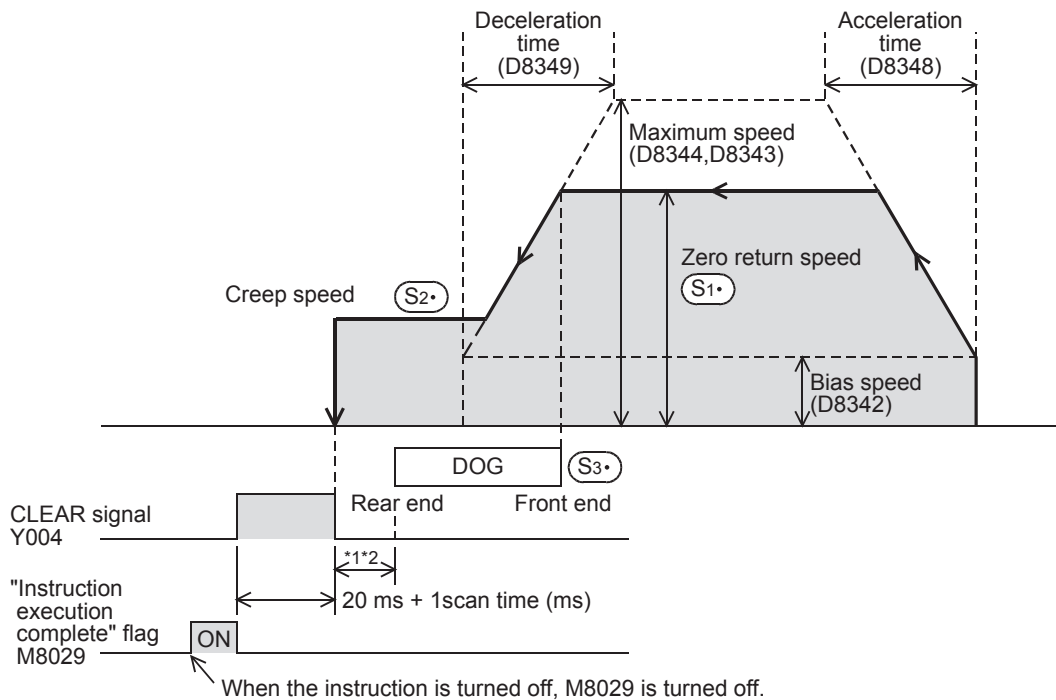 Deceleration
time
(D8349)
Acceleration
time
(D8348)
Maximum speed
(D8344,D8343)
Zero return speed
S1•
Creep speed
S2•
Bias speed
(D8342)
DOG
S3•
Rear end
Front end
CLEAR signal
Y004
*1*2
20 ms + 1scan time (ms)
"Instruction
execution
complete" flag
M8029
ON
When the instruction is turned off, M8029 is turned off.